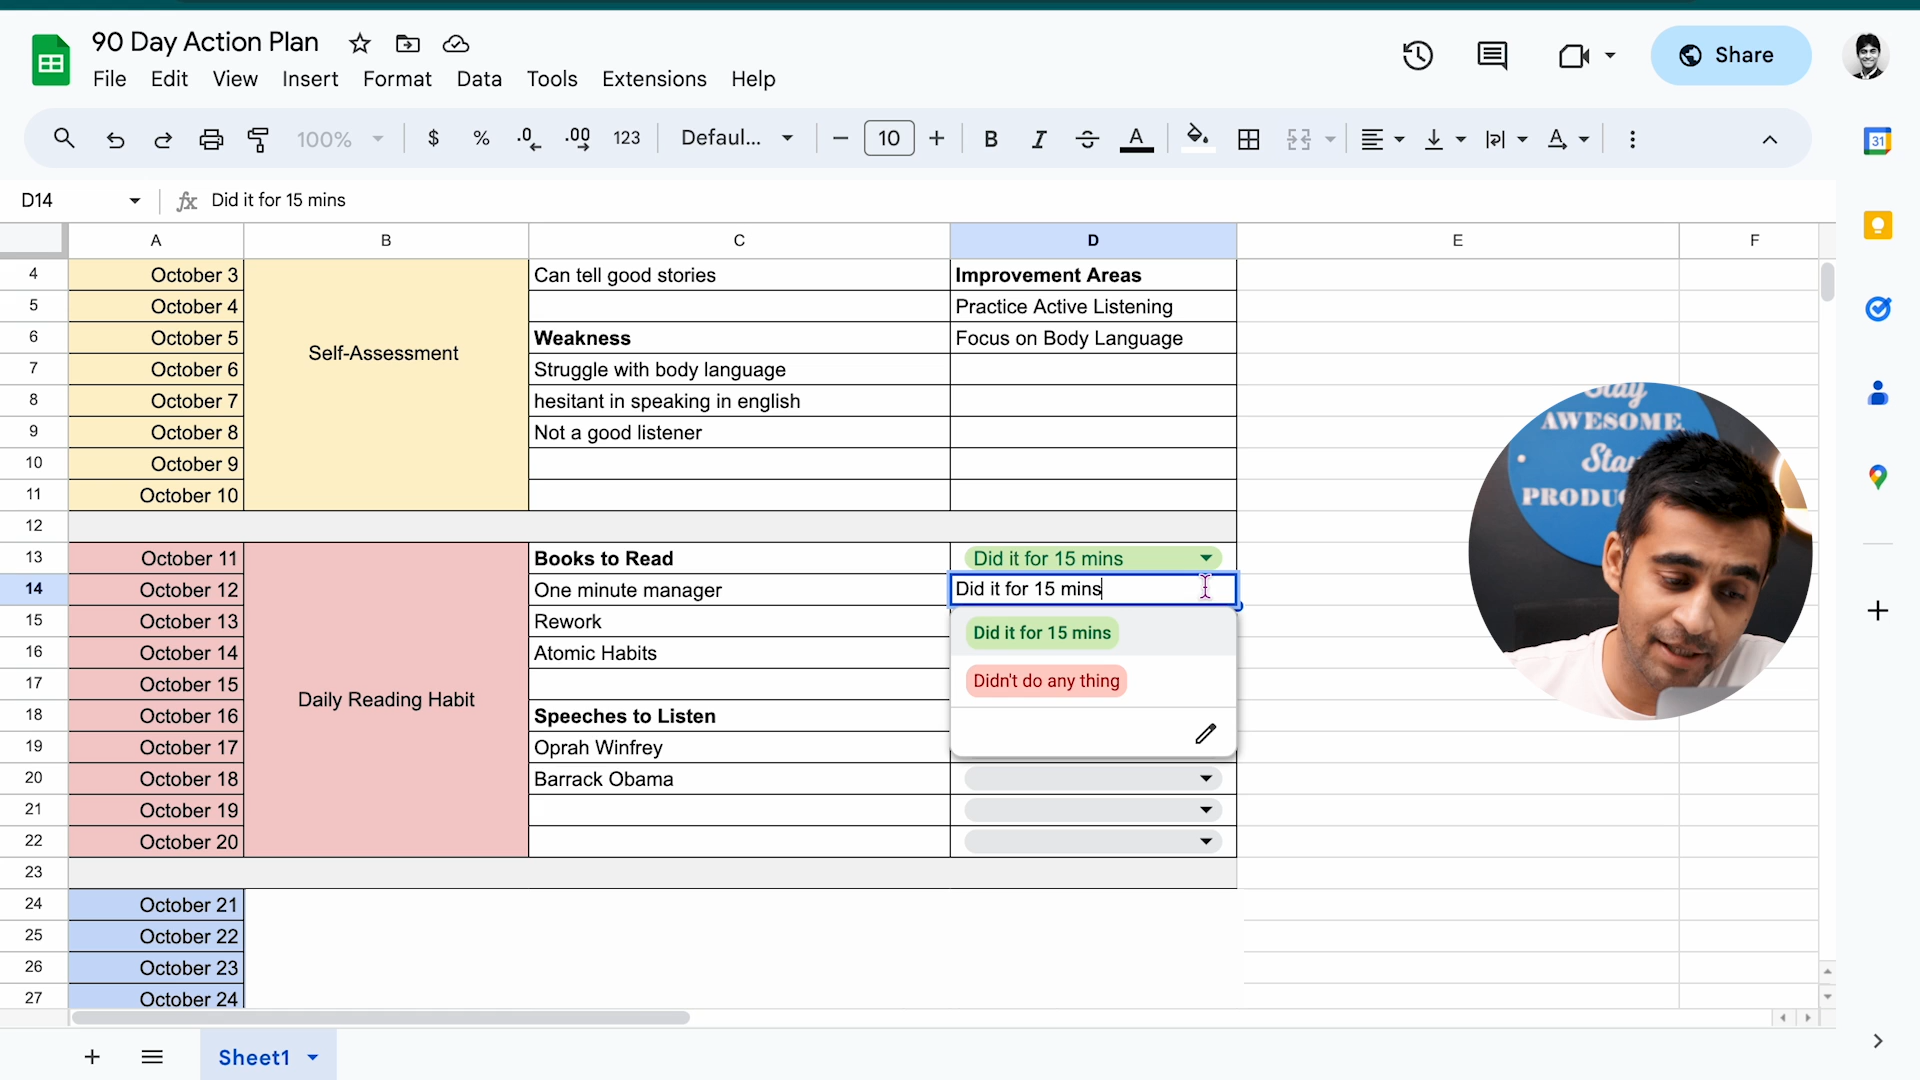 90 Day Action Plan
File Edit View Insert Format Data Tools Extensions Help
Share
100% $ % .0 .00 123 Defaul... 10 B I A
31
D14 fx Did it for 15 mins
A B C D E F
4 October 3 Can tell good stories Improvement Areas
5 October 4 Practice Active Listening
6 October 5 Weakness Focus on Body Language
Self-Assessment
7 October 6 Struggle with body language
8 October 7 hesitant in speaking in english
9 October 8 Not a good listener
10 October 9
11 October 10
12
13 October 11 Books to Read Did it for 15 mins
14 October 12 One minute manager Did it for 15 mins
15 October 13 Rework Did it for 15 mins
16 October 14 Atomic Habits
17 October 15 Didn't do any thing
Daily Reading Habit
18 October 16 Speeches to Listen
19 October 17 Oprah Winfrey
20 October 18 Barrack Obama
21 October 19
22 October 20
23
24 October 21
25 October 22
26 October 23
27 October 24
Stay
AWESOME
Sheet1